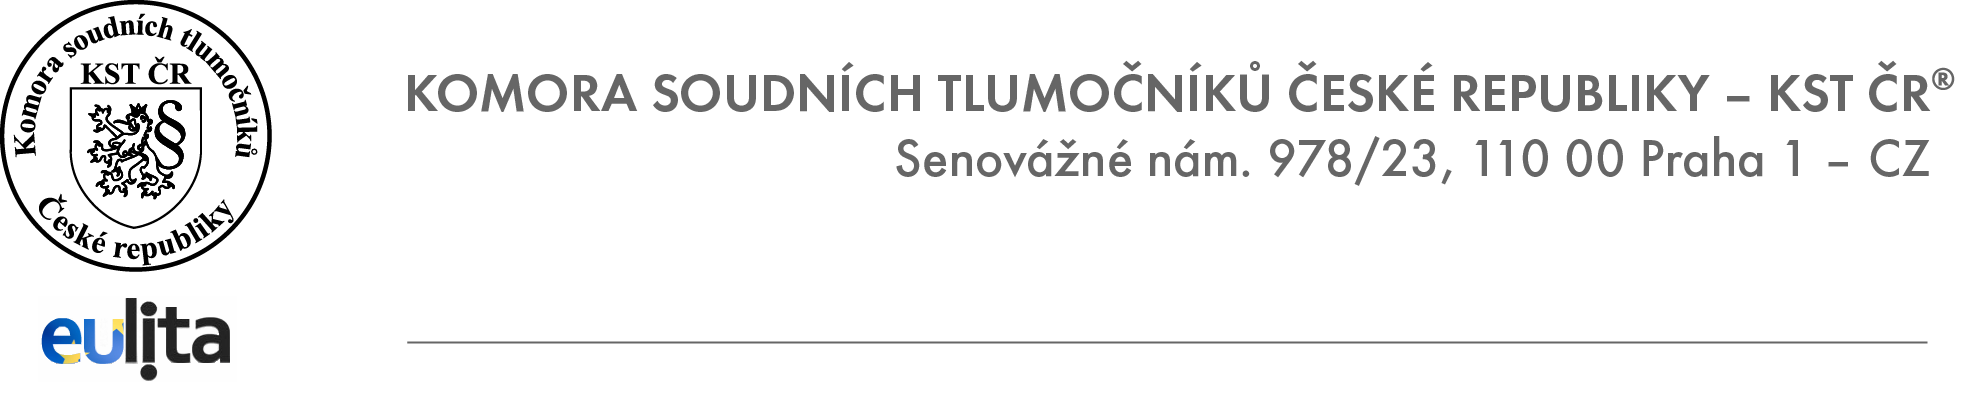 Komora soudních tlumočníků
KST ČR
§
České republiky
eulita
KOMORA SOUDNÍCH TLUMOČNÍKŮ ČESKÉ REPUBLIKY – KST ČR®
Senovážné nám. 978/23, 110 00 Praha 1 – CZ